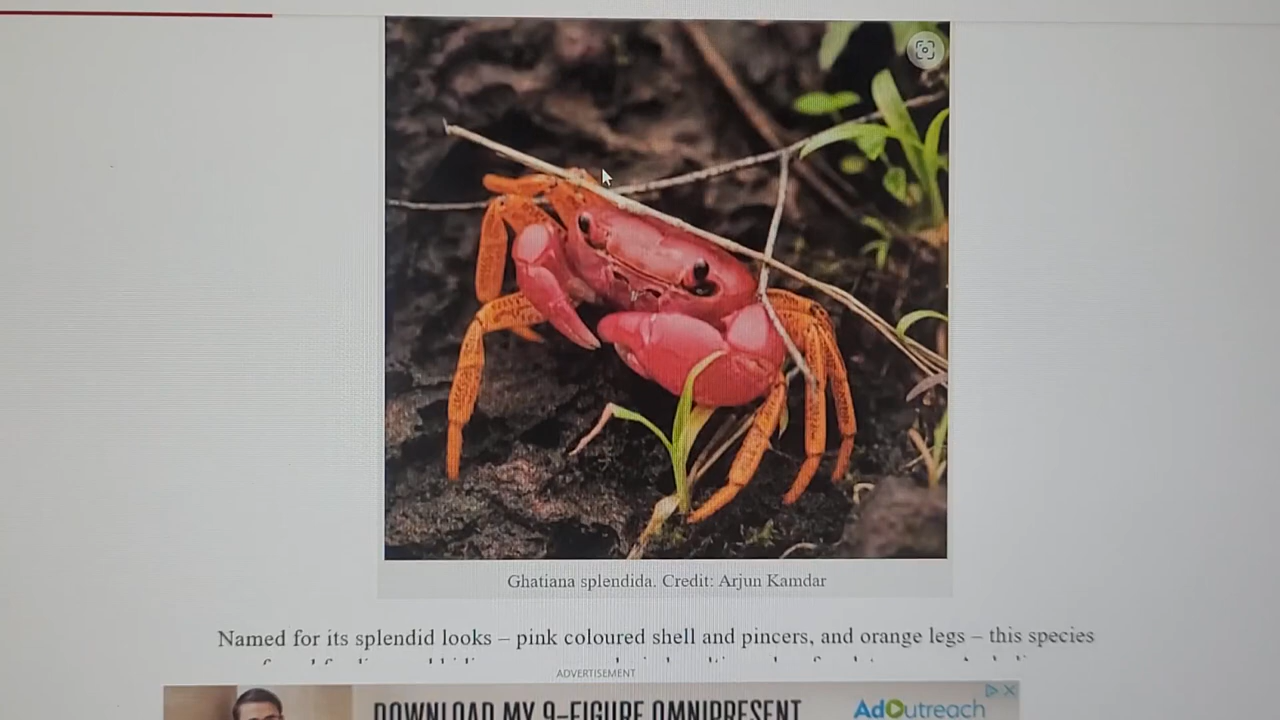 Ghatiana splendida. Credit: Arjun Kamdar
Named for its splendid looks – pink coloured shell and pincers, and orange legs – this species
ADVERTISEMENT
DOWNLOAD MY 9-FIGURE OMNIPRESENT
AdOutreach